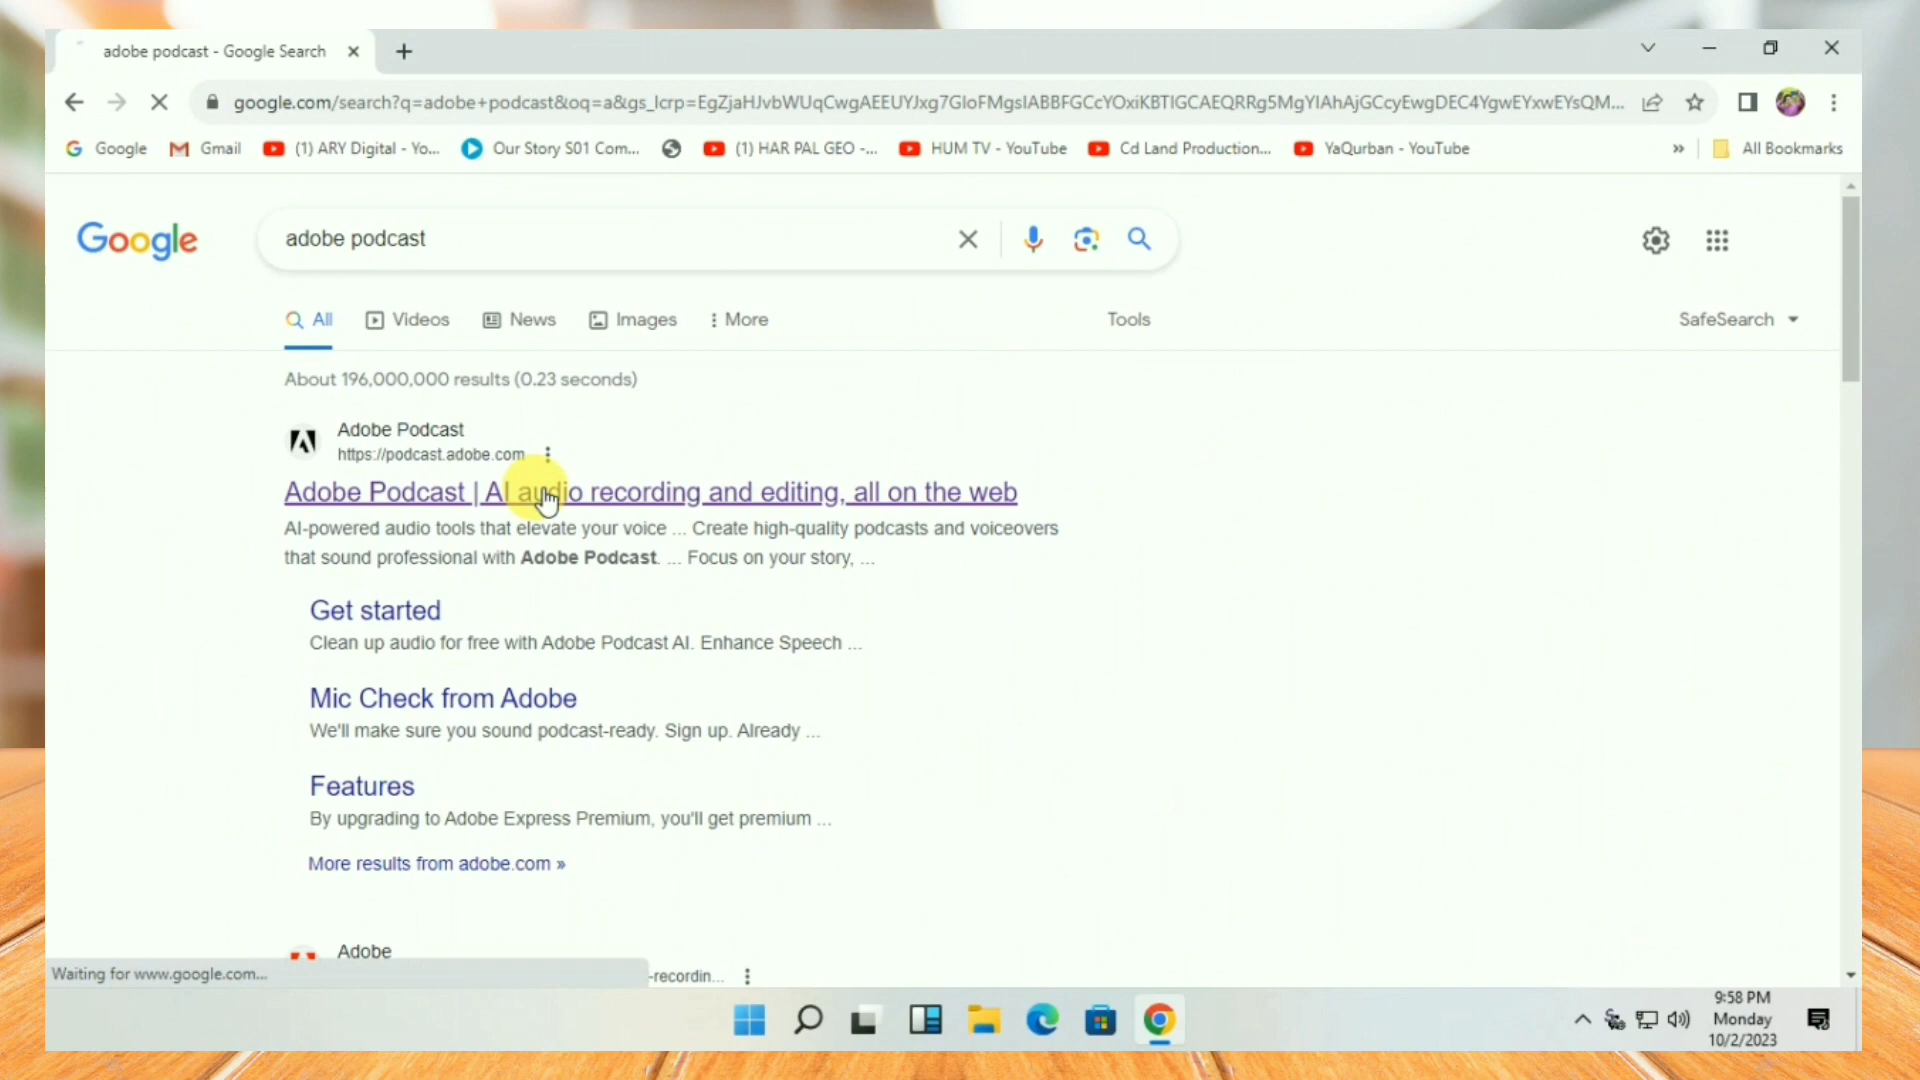 adobe podcast - Google Search
google.com/search?q=adobe+podcast&oq=a&gs_lcrp=EgZjaHJvbWUqCwgAEEUYJxg7GIoFMgsIABBFGCcYOxiKBTIGCAEQRRg5MgYIAhAjGCcyEwgDEC4YgwEYxwEYsQM...
Google
Gmail
(1) ARY Digital - Yo...
Our Story S01 Com...
(1) HAR PAL GEO -...
HUM TV - YouTube
Cd Land Production...
YaQurban - YouTube
»
All Bookmarks
Google
adobe podcast
All
Videos
News
Images
More
Tools
SafeSearch
About 196,000,000 results (0.23 seconds)
Adobe Podcast
https://podcast.adobe.com
Adobe Podcast | AI audio recording and editing, all on the web
AI-powered audio tools that elevate your voice ... Create high-quality podcasts and voiceovers
that sound professional with Adobe Podcast. ... Focus on your story, ...
Get started
Clean up audio for free with Adobe Podcast AI. Enhance Speech ...
Mic Check from Adobe
We'll make sure you sound podcast-ready. Sign up. Already ...
Features
By upgrading to Adobe Express Premium, you'll get premium ...
More results from adobe.com »
Adobe
-recordin...
Waiting for www.google.com...
9:58 PM
Monday
10/2/2023